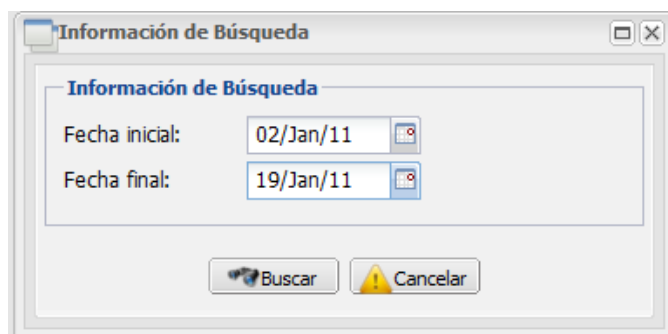 Información de Búsqueda
Información de Búsqueda
Fecha inicial: 02/Jan/11
Fecha final: 19/Jan/11
Buscar Cancelar